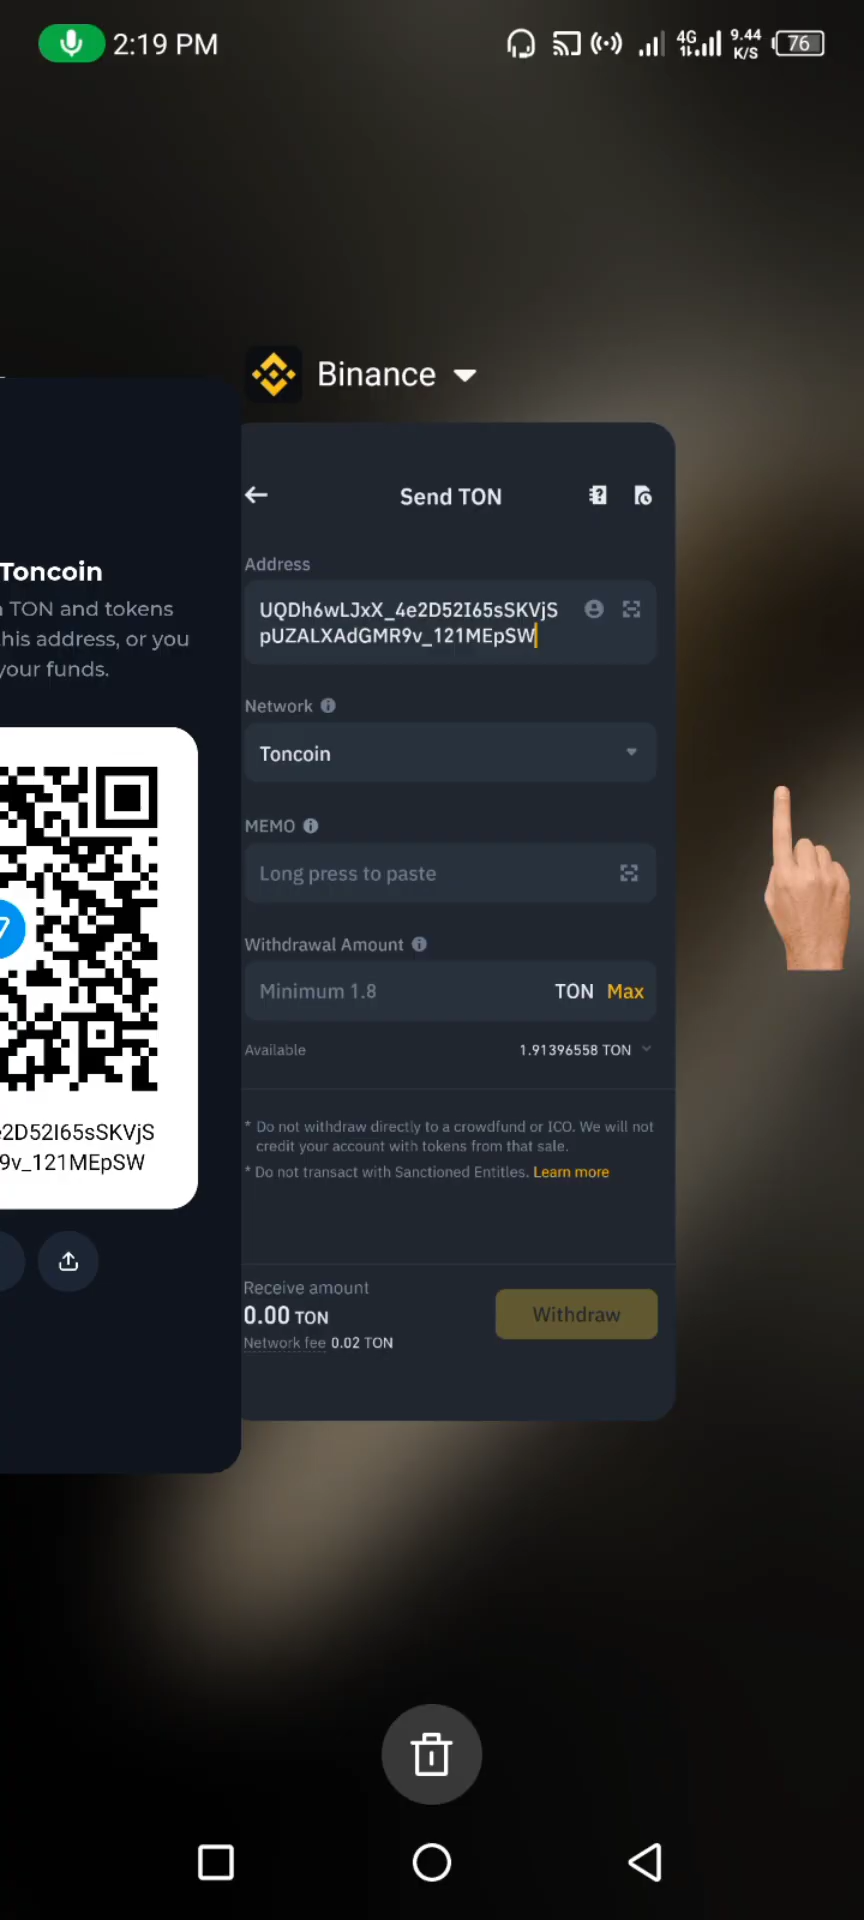 2:19 PM
4G
9.44
K/S
76
Binance
Toncoin
TON and tokens
his address, or you
your funds.
2D52I65sSKVjS
9v_121MEpSW
Send TON
Address
UQDh6wLJxX_4e2D52I65sSKVjS
pUZALXAdGMR9v_121MEpSW
Network
Toncoin
MEMO
Long press to paste
Withdrawal Amount
Minimum 1.8
TON Max
Available
1.91396558 TON
* Do not withdraw directly to a crowdfund or ICO. We will not
credit your account with tokens from that sale.
* Do not transact with Sanctioned Entities. Learn more
Receive amount
0.00 TON
Network fee 0.02 TON
Withdraw